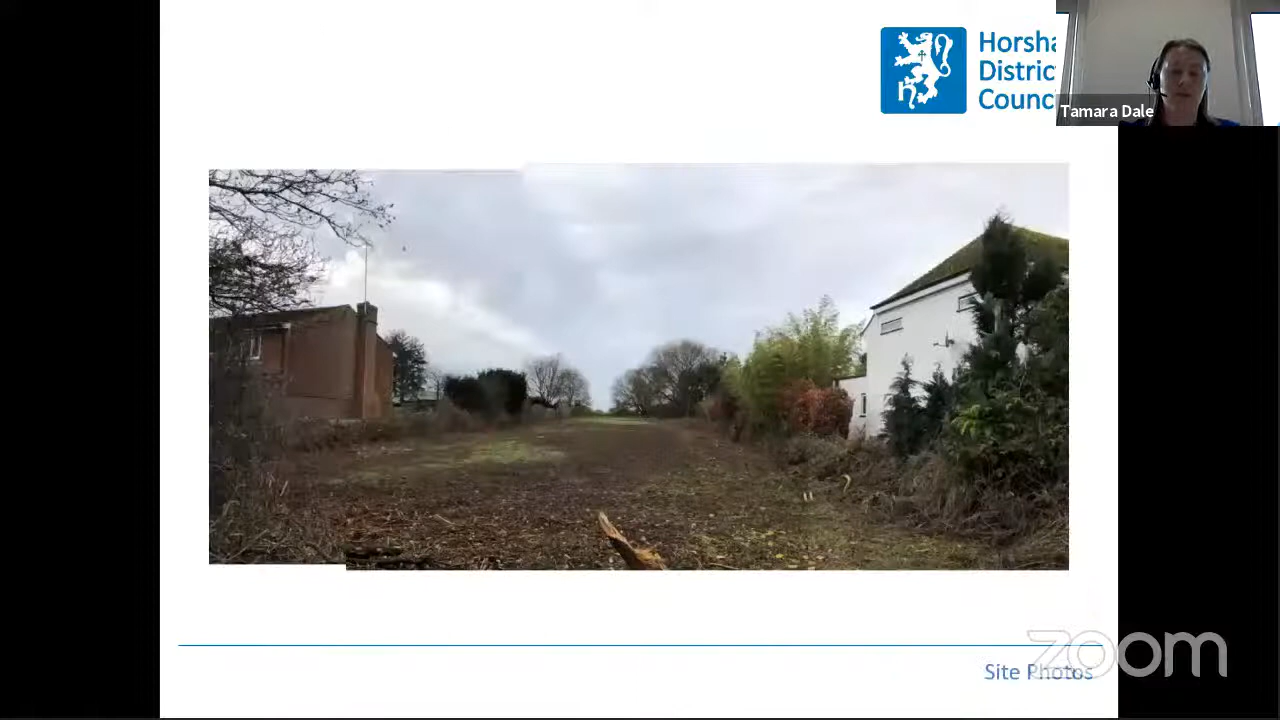 Horsha
Distric
Counc
Tamara Dale
Site Photos
zoom